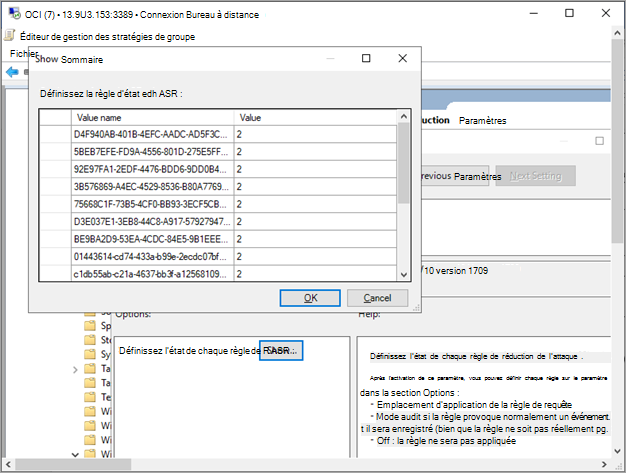 OCI (7) • 13.9U3.153:3389 • Connexion Bureau à distance
Éditeur de gestion des stratégies de groupe
Fichier
Show Sommaire
Définissez la règle d'état edh ASR :
Value name Value
D4F940AB-401B-4EFC-AADC-AD5F3C... 2
5BEB7EFE-FD9A-4556-801D-275E5FF... 2
92E97FA1-2EDF-4476-BDD6-9DD0B4... 2
3B576869-A4EC-4529-8536-B80A7769... 2
75668C1F-73B5-4CF0-BB93-3ECF5CB... 2
D3E037E1-3EB8-44C8-A917-57927947... 2
BE9BA2D9-53EA-4CDC-84E5-9B1EEE... 2
01443614-cd74-433a-b99e-2ecdc07bf... 2
c1db55ab-c21a-4637-bb3f-a12568109... 2
OK Cancel
uction Paramètres
revious Paramètres Next Setting
10 version 1709
Options: Help:
Définissez l'état de chaque règle de
Définissez l'état de chaque règle de réduction de l'attaque .
Après l'activation de ce paramètre, vous pouvez définir chaque règle sur le paramètre
dans la section Options :
- Emplacement d'application de la règle de requête
- Mode audit si la règle provoque normalement un événement.
t il sera enregistré (bien que la règle ne soit pas réellement pg.
- Off : la règle ne sera pas appliquée
Sp
Ste
Sy
Ta
Ta
Te
Wi
Wi
Wi
Wi